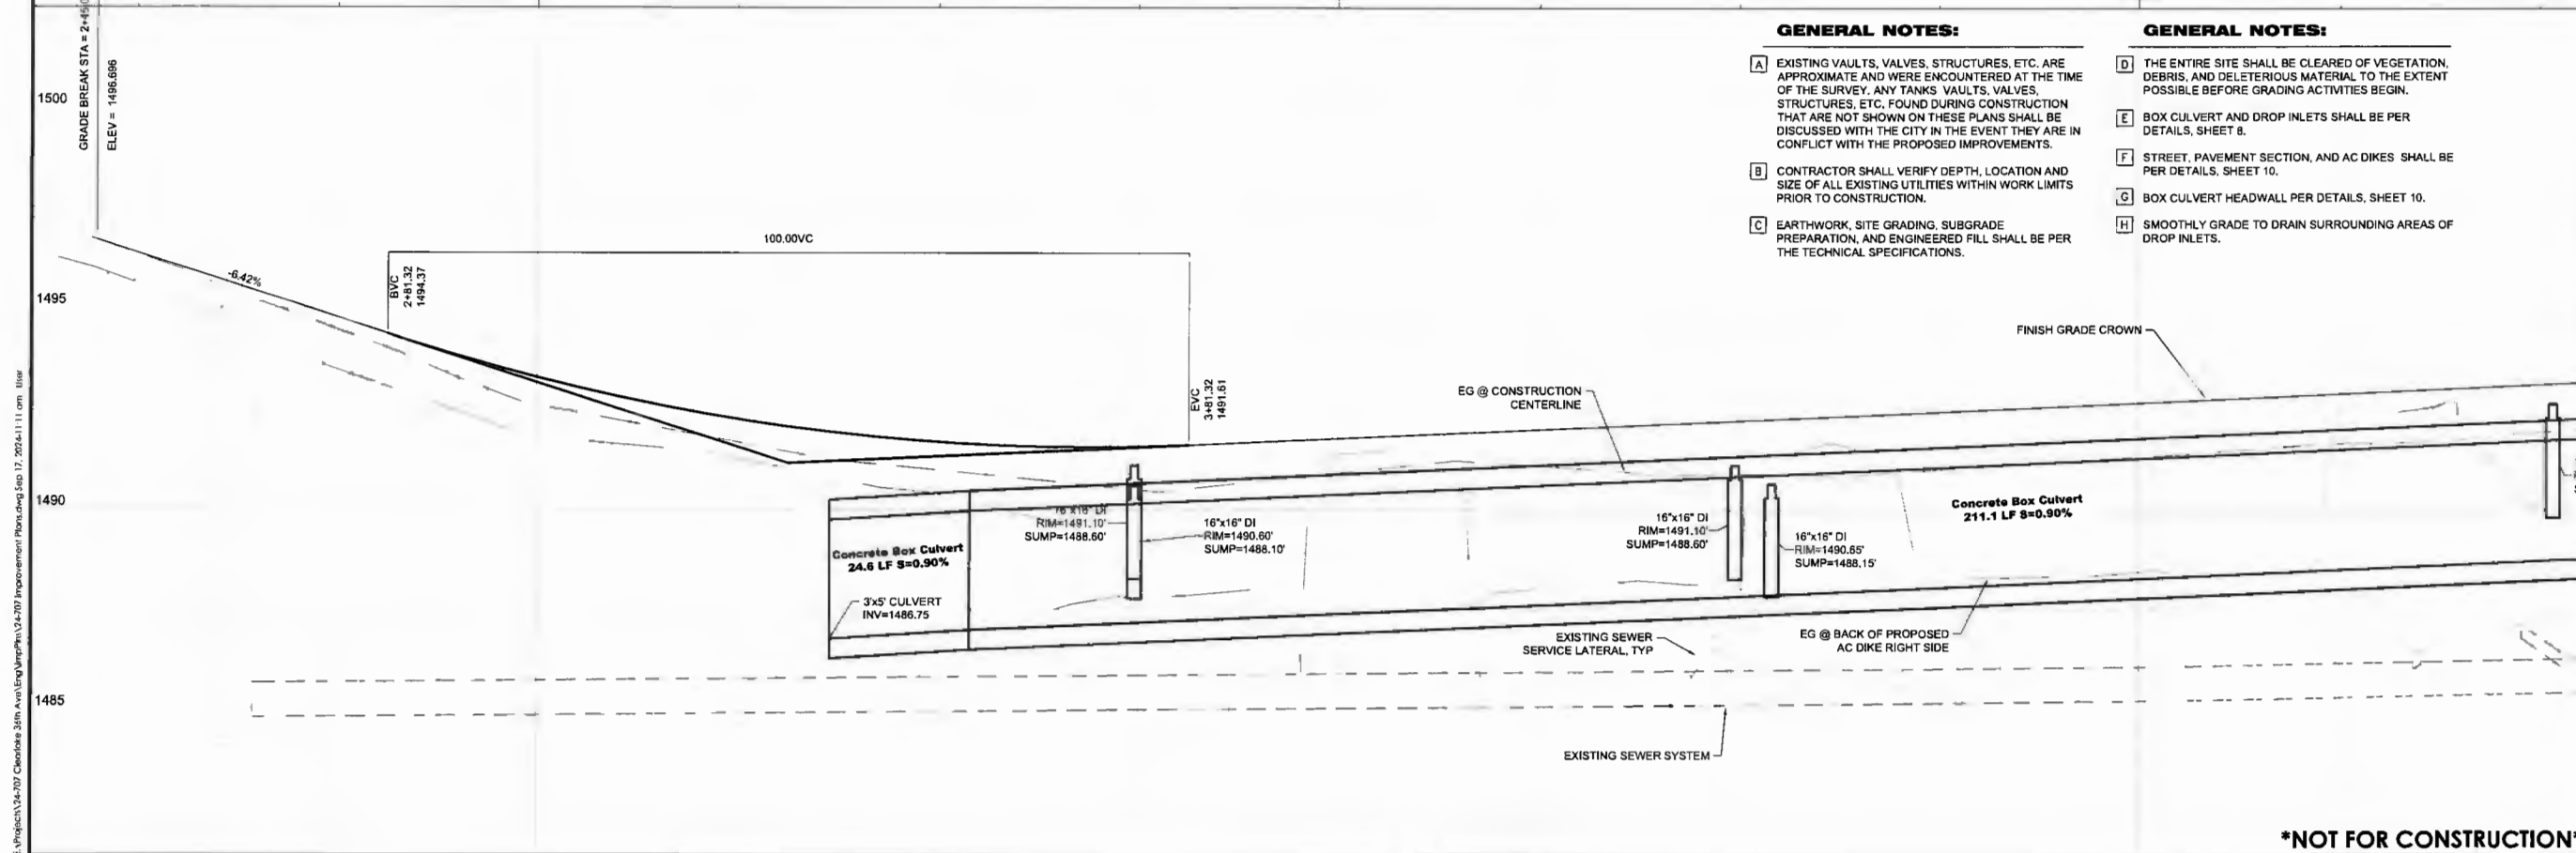 GENERAL NOTES:
A EXISTING VAULTS, VALVES, STRUCTURES, ETC. ARE
APPROXIMATE AND WERE ENCOUNTERED AT THE TIME
OF THE SURVEY. ANY TANKS VAULTS, VALVES,
STRUCTURES, ETC. FOUND DURING CONSTRUCTION
THAT ARE NOT SHOWN ON THESE PLANS SHALL BE
DISCUSSED WITH THE CITY IN THE EVENT THEY ARE IN
CONFLICT WITH THE PROPOSED IMPROVEMENTS.
B CONTRACTOR SHALL VERIFY DEPTH, LOCATION AND
SIZE OF ALL EXISTING UTILITIES WITHIN WORK LIMITS
PRIOR TO CONSTRUCTION.
C EARTHWORK, SITE GRADING, SUBGRADE
PREPARATION, AND ENGINEERED FILL SHALL BE PER
THE TECHNICAL SPECIFICATIONS.
GENERAL NOTES:
D THE ENTIRE SITE SHALL BE CLEARED OF VEGETATION,
DEBRIS, AND DELETERIOUS MATERIAL TO THE EXTENT
POSSIBLE BEFORE GRADING ACTIVITIES BEGIN.
E BOX CULVERT AND DROP INLETS SHALL BE PER
DETAILS, SHEET 8.
F STREET, PAVEMENT SECTION, AND AC DIKES SHALL BE
PER DETAILS, SHEET 10.
G BOX CULVERT HEADWALL PER DETAILS, SHEET 10.
H SMOOTHLY GRADE TO DRAIN SURROUNDING AREAS OF
DROP INLETS.
GRADE BREAK STA = 2+45.0
ELEV = 1496.696
1500
1495
1490
1485
-6.42%
BVC
2+81.32
1494.37
100.00VC
EVC
3+81.32
1491.61
FINISH GRADE CROWN
EG @ CONSTRUCTION
CENTERLINE
Concrete Box Culvert
24.6 LF S=0.90%
3'x5' CULVERT
INV=1486.75
16"x16" DI
RIM=1491.10'
SUMP=1488.60'
16"x16" DI
RIM=1490.60'
SUMP=1488.10'
16"x16" DI
RIM=1491.10'
SUMP=1488.60'
16"x16" DI
RIM=1490.65'
SUMP=1488.15'
Concrete Box Culvert
211.1 LF S=0.90%
EXISTING SEWER
SERVICE LATERAL, TYP
EG @ BACK OF PROPOSED
AC DIKE RIGHT SIDE
EXISTING SEWER SYSTEM
*NOT FOR CONSTRUCTION*